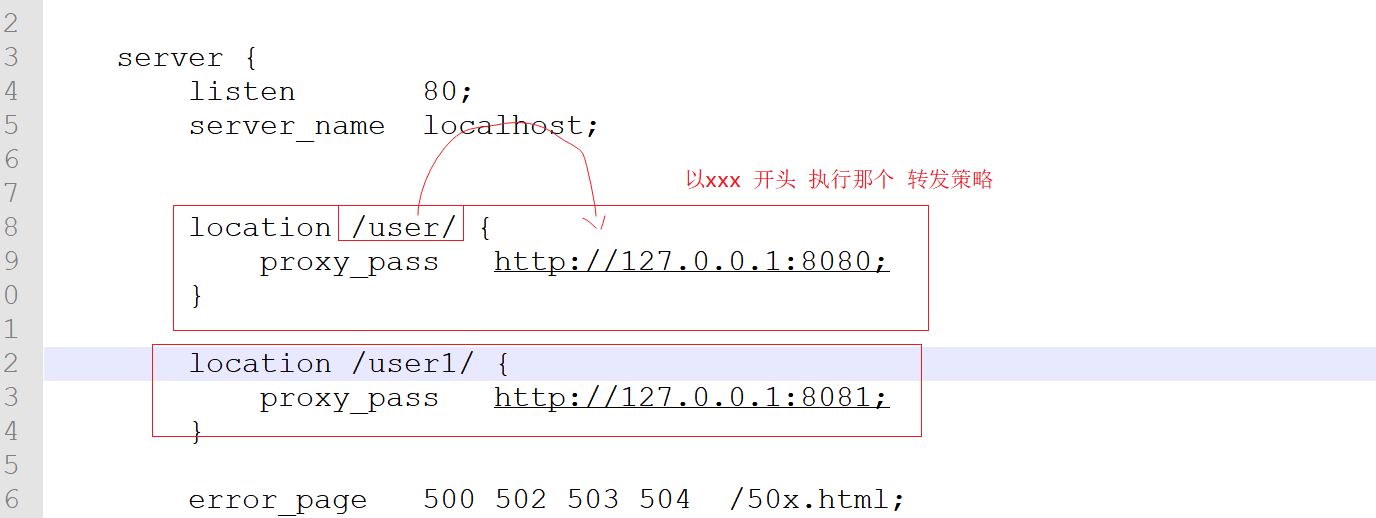 2
3 server {
4 listen 80;
5 server_name localhost;
6
7 以xxx 开头 执行那个 转发策略
8 location /user/ {
9 proxy_pass http://127.0.0.1:8080;
0 }
1
2 location /user1/ {
3 proxy_pass http://127.0.0.1:8081;
4 }
5
6 error_page 500 502 503 504 /50x.html;